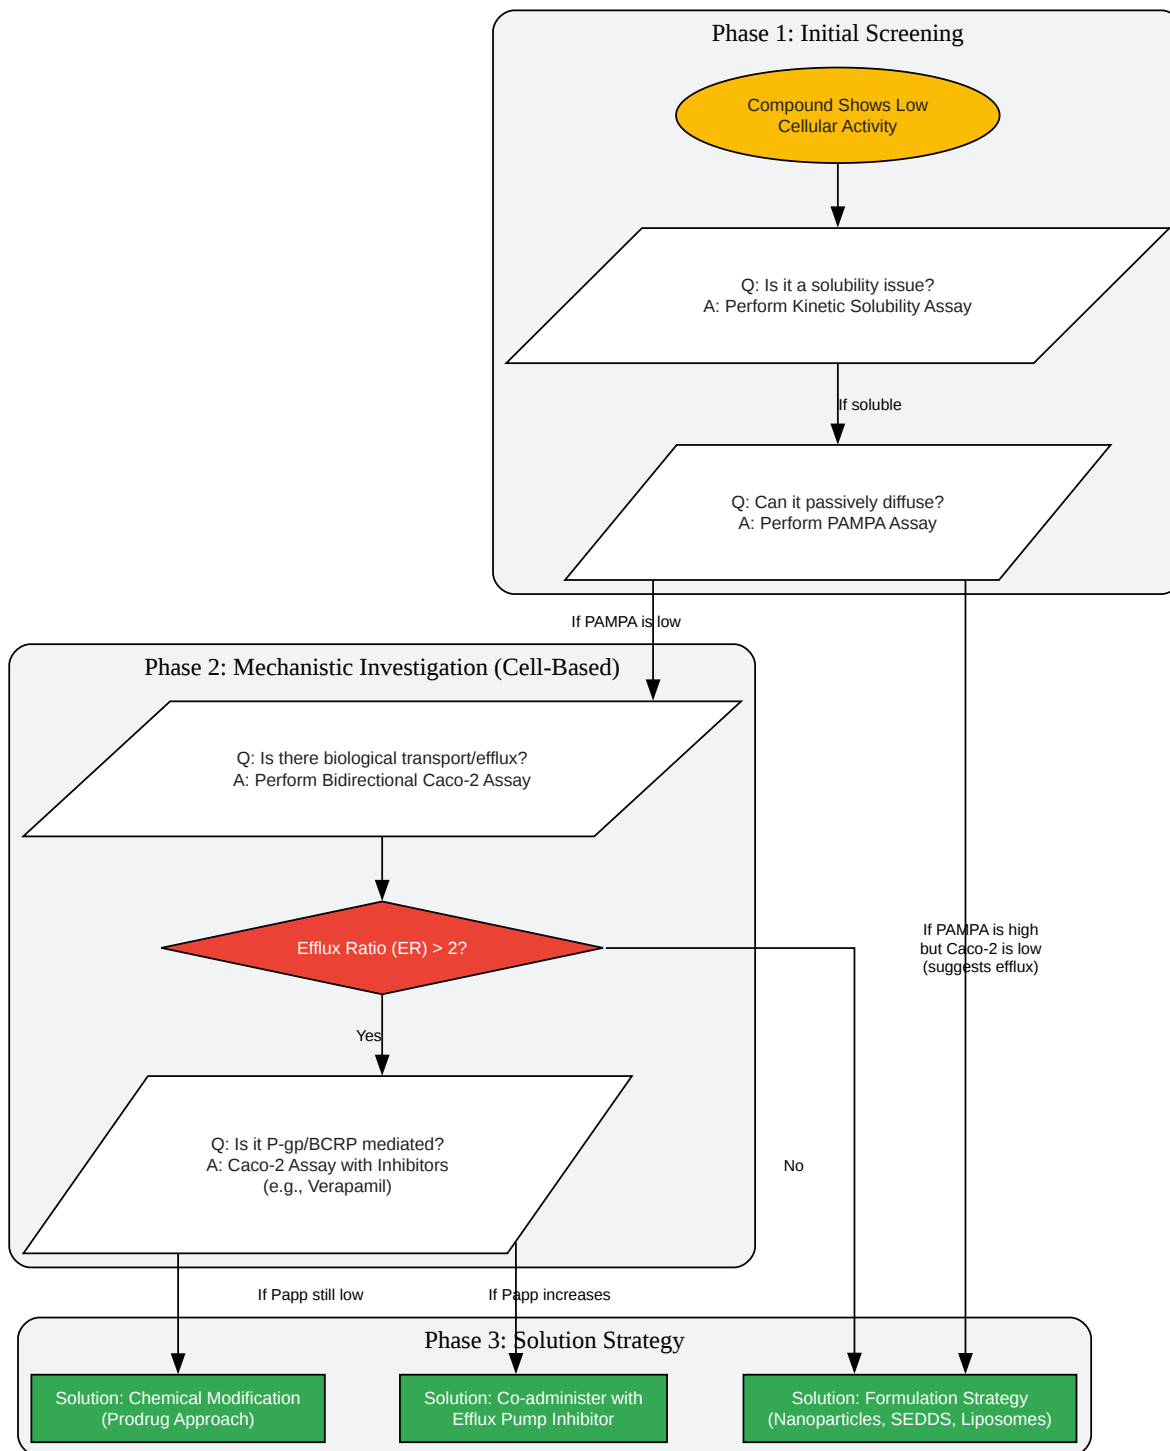 Phase 1: Initial Screening
Compound Shows Low
Cellular Activity
Q: Is it a solubility issue?
A: Perform Kinetic Solubility Assay
If soluble
Q: Can it passively diffuse?
A: Perform PAMPA Assay
If PAMPA is low
Phase 2: Mechanistic Investigation (Cell-Based)
Q: Is there biological transport/efflux?
A: Perform Bidirectional Caco-2 Assay
Efflux Ratio (ER) > 2?
If PAMPA is high
but Caco-2 is low
(suggests efflux)
Yes
Q: Is it P-gp/BCRP mediated?
A: Caco-2 Assay with Inhibitors
(e.g., Verapamil)
No
If Papp still low
If Papp increases
Phase 3: Solution Strategy
Solution: Chemical Modification
(Prodrug Approach)
Solution: Co-administer with
Efflux Pump Inhibitor
Solution: Formulation Strategy
(Nanoparticles, SEDDS, Liposomes)